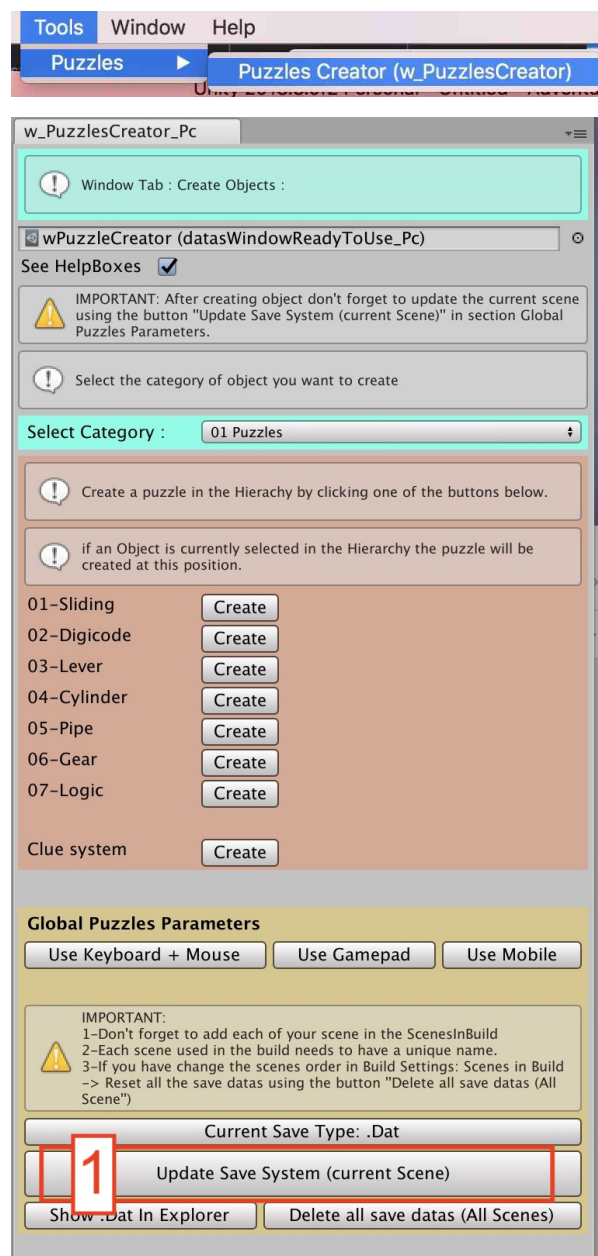 Tools Window Help
Puzzles Puzzles Creator (w_PuzzlesCreator)
w_PuzzlesCreator_Pc
Window Tab : Create Objects :
wPuzzleCreator (datasWindowReadyToUse_Pc)
See HelpBoxes
IMPORTANT: After creating object don't forget to update the current scene
using the button "Update Save System (current Scene)" in section Global
Puzzles Parameters.
Select the category of object you want to create
Select Category : 01 Puzzles
Create a puzzle in the Hierachy by clicking one of the buttons below.
if an Object is currently selected in the Hierarchy the puzzle will be
created at this position.
01-Sliding Create
02-Digicode Create
03-Lever Create
04-Cylinder Create
05-Pipe Create
06-Gear Create
07-Logic Create
Clue system Create
Global Puzzles Parameters
Use Keyboard + Mouse Use Gamepad Use Mobile
IMPORTANT:
1-Don't forget to add each of your scene in the ScenesInBuild
2-Each scene used in the build needs to have a unique name.
3-If you have change the scenes order in Build Settings: Scenes in Build
-> Reset all the save datas using the button "Delete all save datas (All
Scene")
Current Save Type: .Dat
1 Update Save System (current Scene)
Show .Dat In Explorer Delete all save datas (All Scenes)